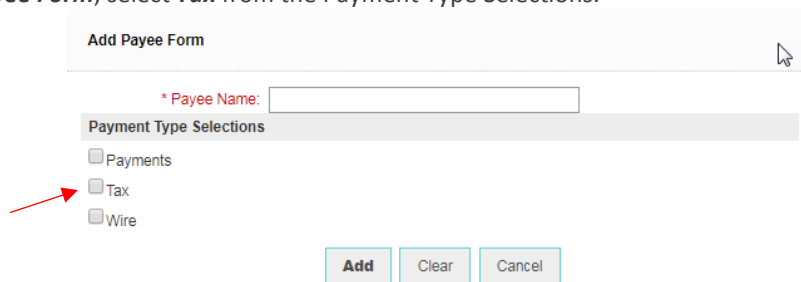 Form, select Tax from the Payment Type Selections.
Add Payee Form
* Payee Name:
Payment Type Selections
Payments
Tax
Wire
Add Clear Cancel